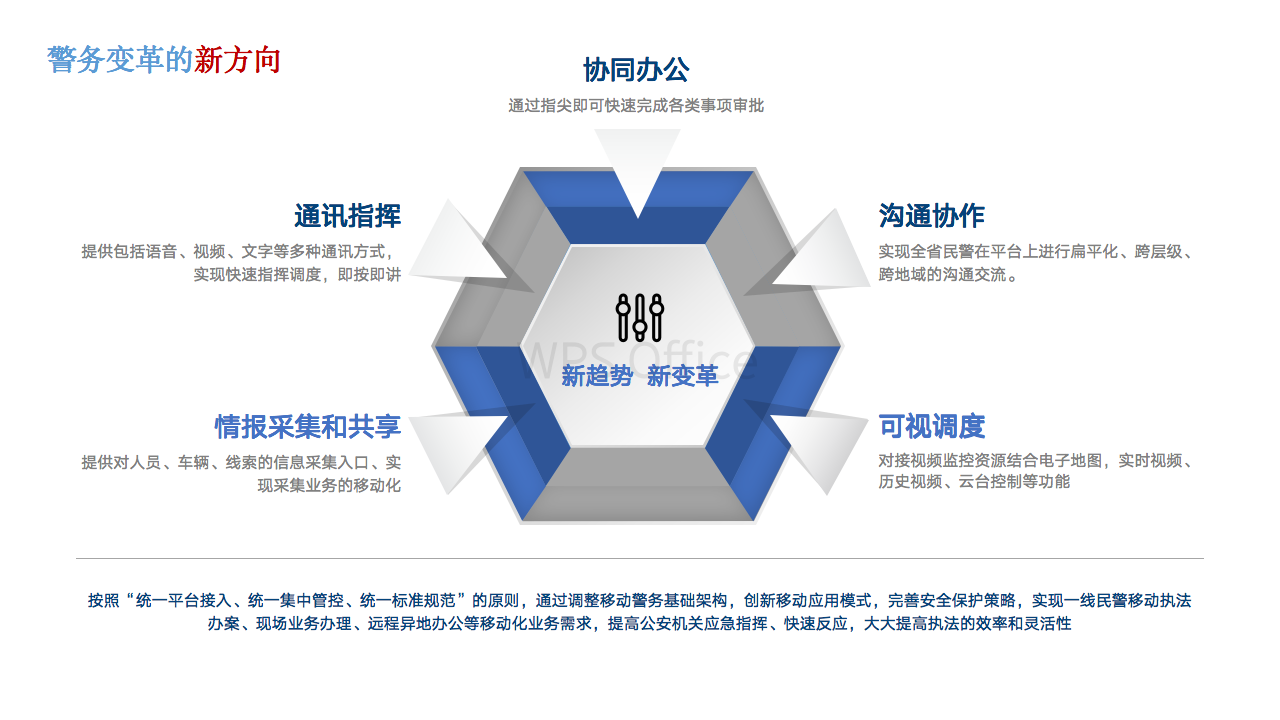 警务变革的新方向
协同办公
通过指尖即可快速完成各类事项审批
通讯指挥
提供包括语音、视频、文字等多种通讯方式，
实现快速指挥调度，即按即讲
沟通协作
实现全省民警在平台上进行扁平化、跨层级、
跨地域的沟通交流。
WPS Office
新趋势 新变革
情报采集和共享
提供对人员、车辆、线索的信息采集入口、实
现采集业务的移动化
可视调度
对接视频监控资源结合电子地图，实时视频、
历史视频、云台控制等功能
按照“统一平台接入、统一集中管控、统一标准规范”的原则，通过调整移动警务基础架构，创新移动应用模式，完善安全保护策略，实现一线民警移动执法
办案、现场业务办理、远程异地办公等移动化业务需求，提高公安机关应急指挥、快速反应，大大提高执法的效率和灵活性